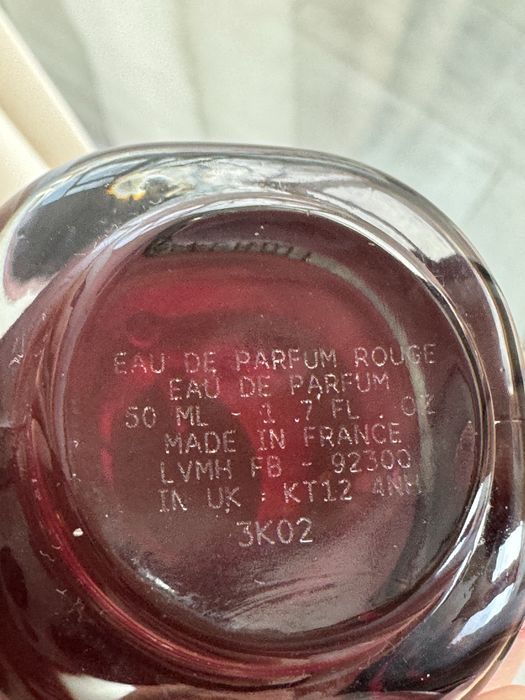 EAU DE PARFUM ROUGE
EAU DE PARFUM
50 ML - 1.7 FL. OZ
MADE IN FRANCE
LVMH FB - 92300
IN UK - KT12 4NH
3K02